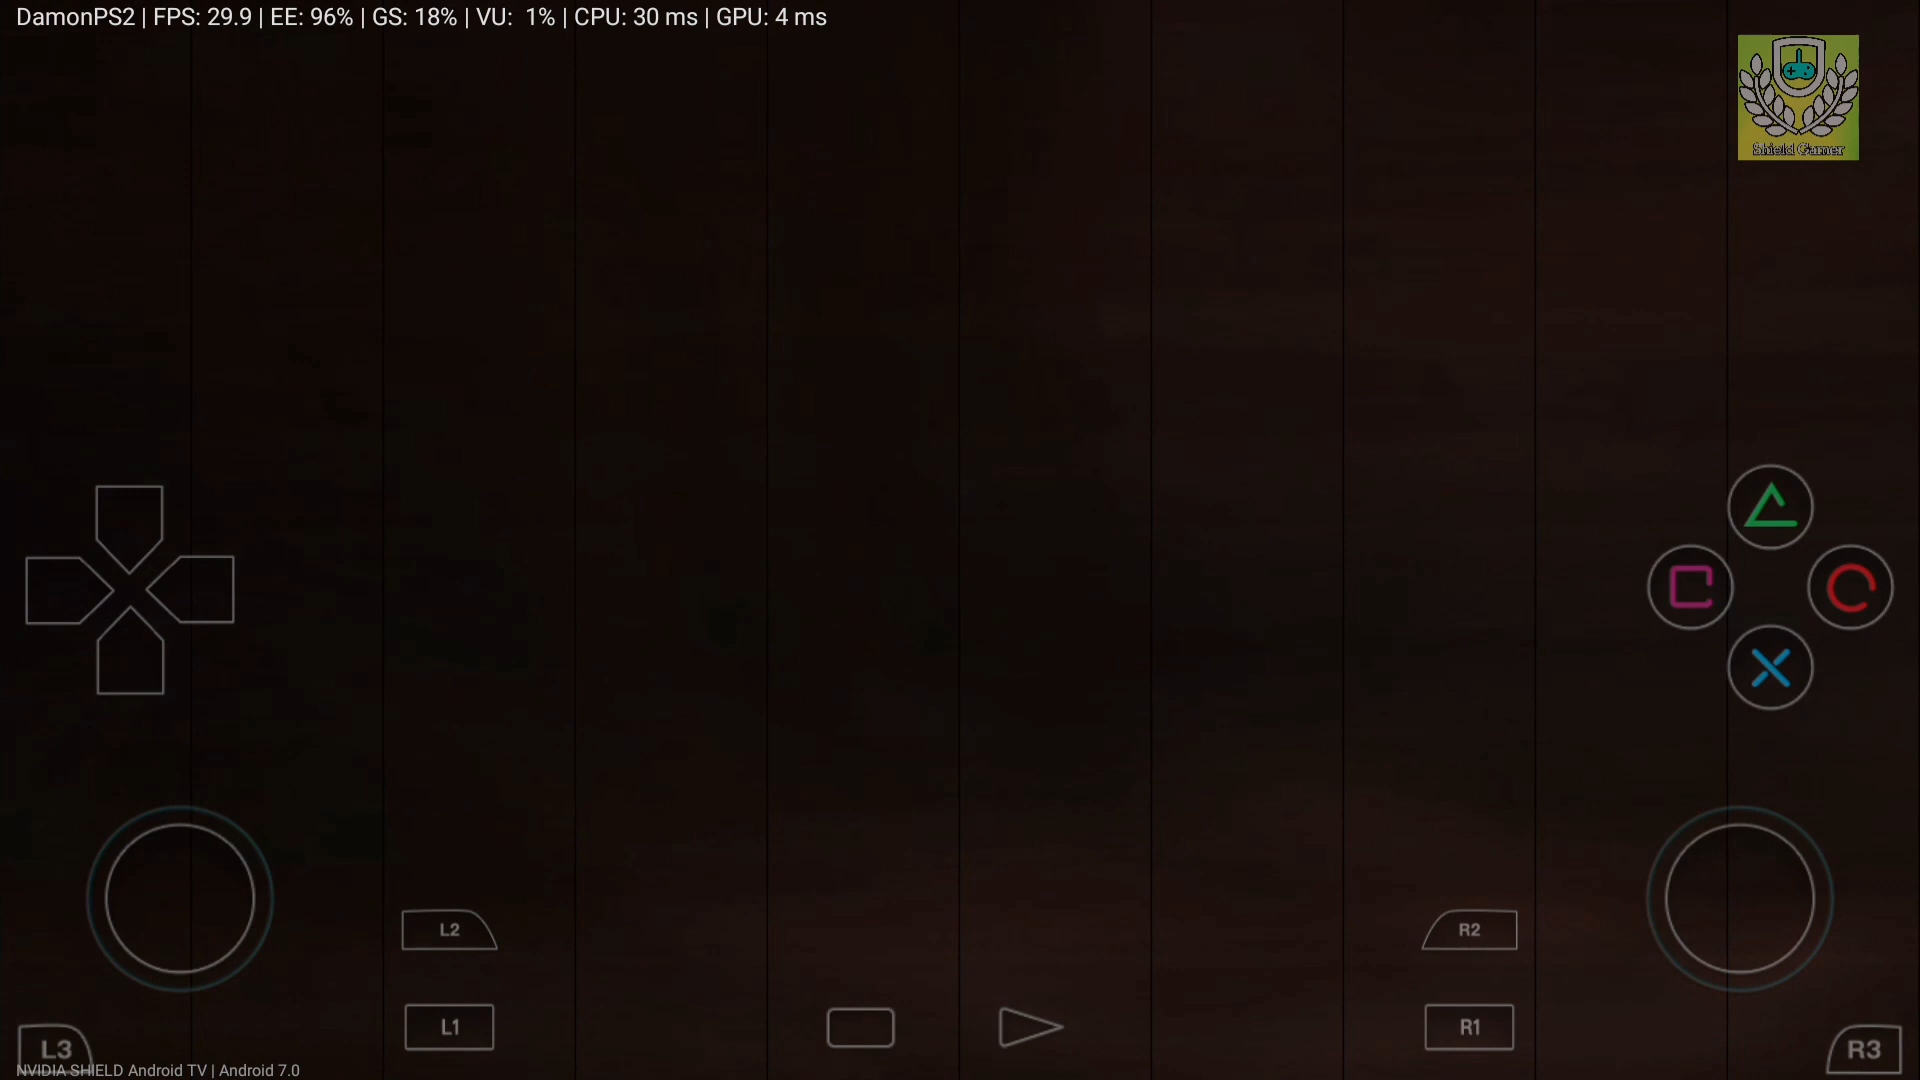 DamonPS2 | FPS: 29.9 | EE: 96% | GS: 18% | VU: 1% | CPU: 30 ms | GPU: 4 ms
Shield Gamer
L2
R2
L1
R1
L3
R3
NVIDIA SHIELD Android TV | Android 7.0